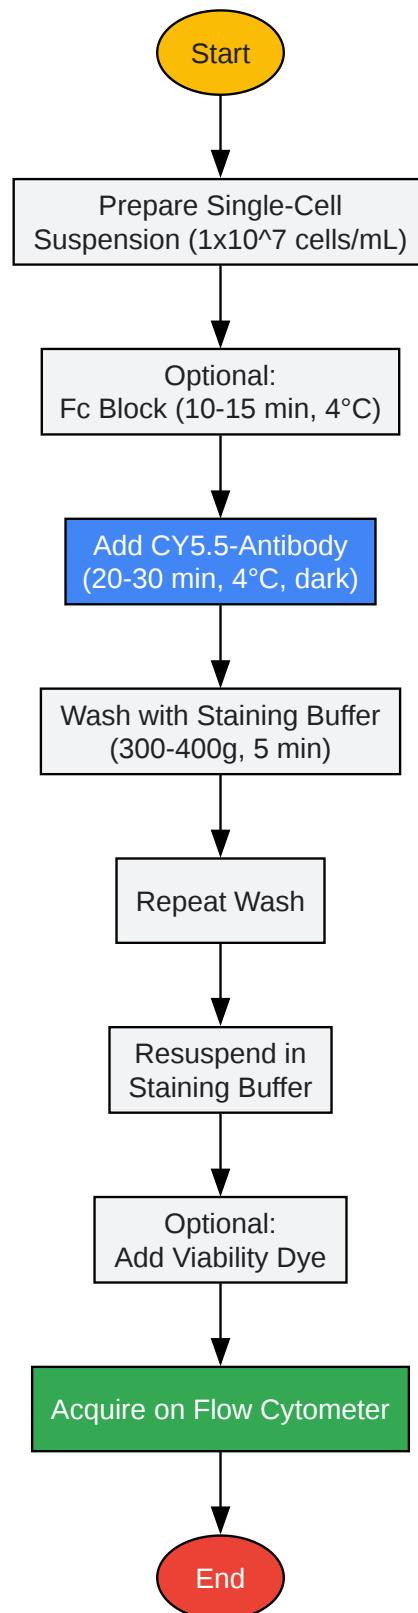 Start
Prepare Single-Cell
Suspension (1x10^7 cells/mL)
Optional:
Fc Block (10-15 min, 4°C)
Add CY5.5-Antibody
(20-30 min, 4°C, dark)
Wash with Staining Buffer
(300-400g, 5 min)
Repeat Wash
Resuspend in
Staining Buffer
Optional:
Add Viability Dye
Acquire on Flow Cytometer
End